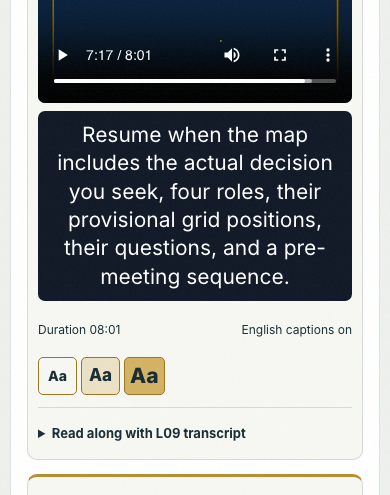 7:17 / 8:01
Resume when the map
includes the actual decision
you seek, four roles, their
provisional grid positions,
their questions, and a pre-
meeting sequence.
Duration 08:01 English captions on
Aa Aa Aa
Read along with L09 transcript